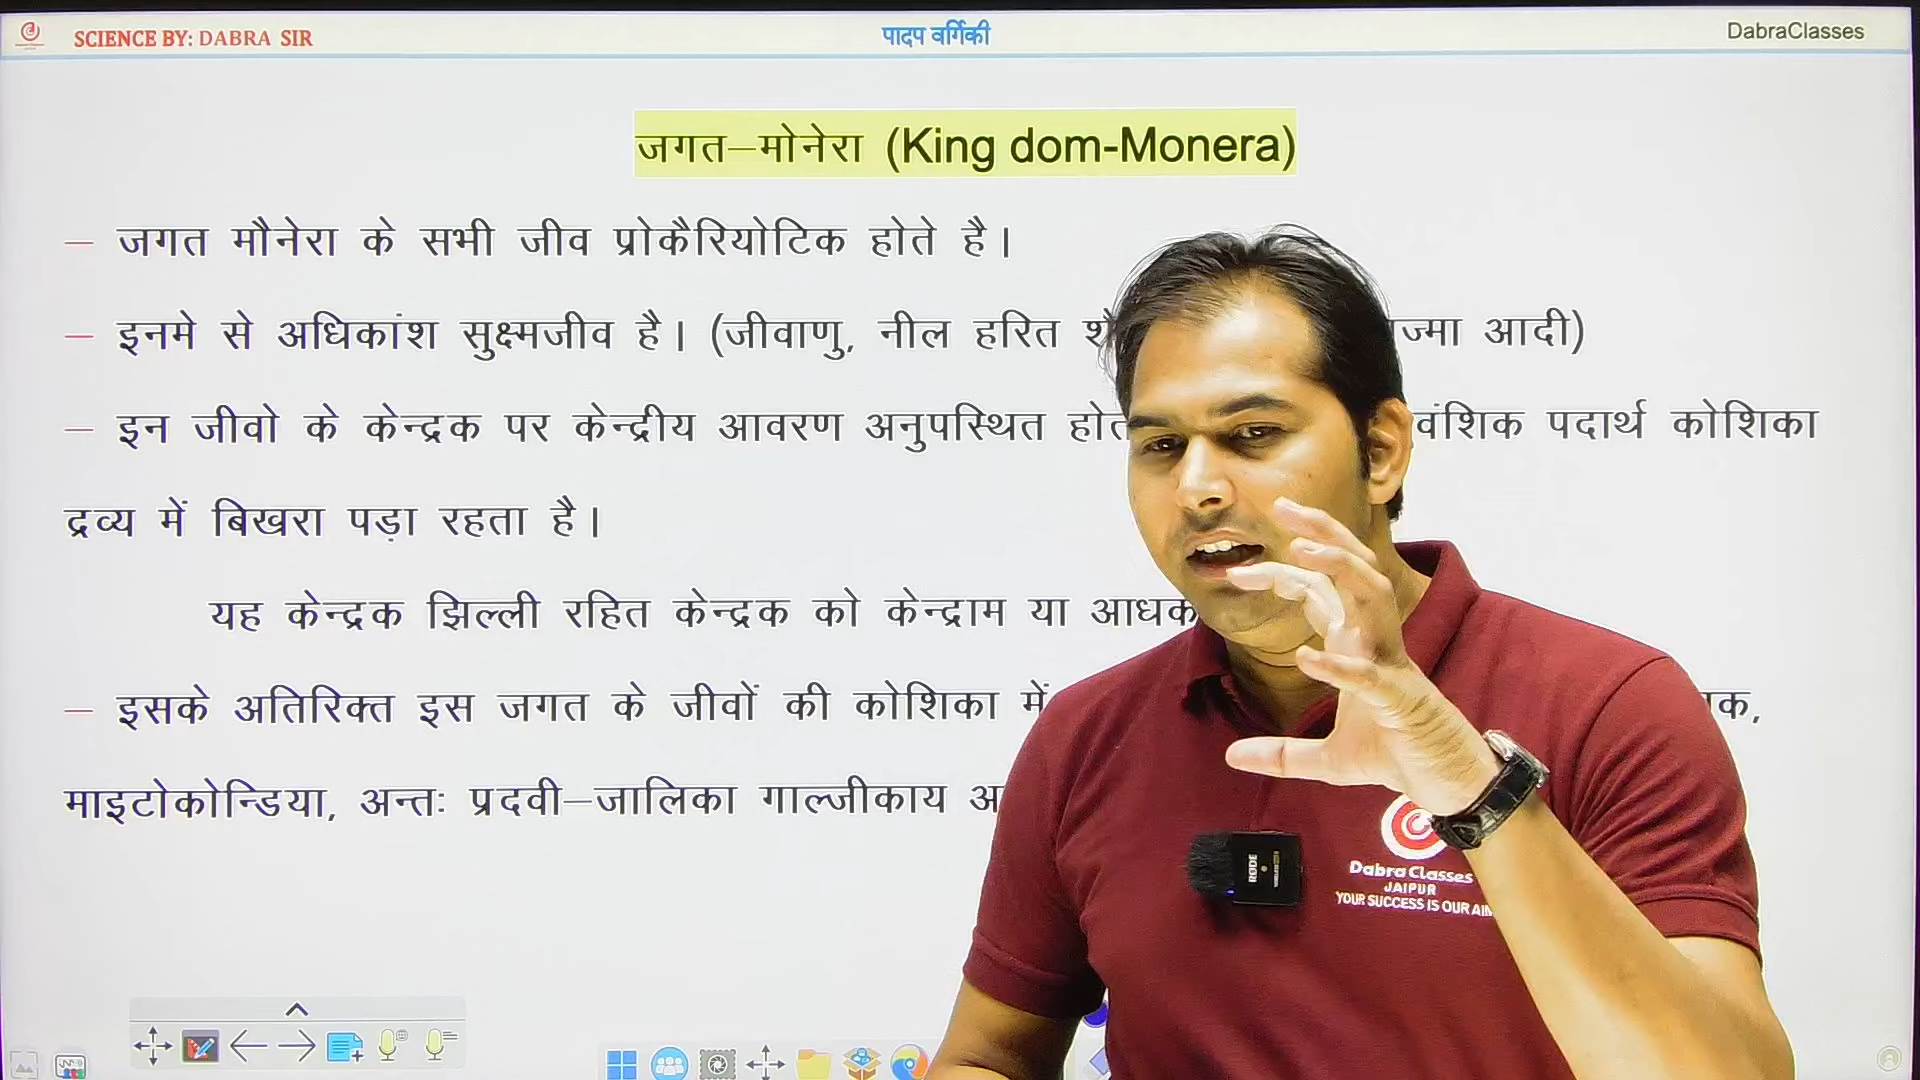 SCIENCE BY: DABRA SIR
पादप वर्गिकी
DabraClasses
जगत–मोनेरा (King dom-Monera)
– जगत मौनेरा के सभी जीव प्रोकैरियोटिक होते है।
– इनमे से अधिकांश सुक्ष्मजीव है। (जीवाणु, नील हरित आदी)
– इन जीवो के केन्द्रक पर केन्द्रीय आवरण अनुपस्थित पदार्थ कोशिका
द्रव्य में बिखरा पड़ा रहता है।
यह केन्द्रक झिल्ली रहित केन्द्रक को केन्द्राम या
– इसके अतिरिक्त इस जगत के जीवों की कोशिका में
माइटोकोन्डिया, अन्तः प्रदवी–जालिका गाल्जीकाय
RØDE
Dabra Classes
JAIPUR
YOUR SUCCESS IS OUR AIM